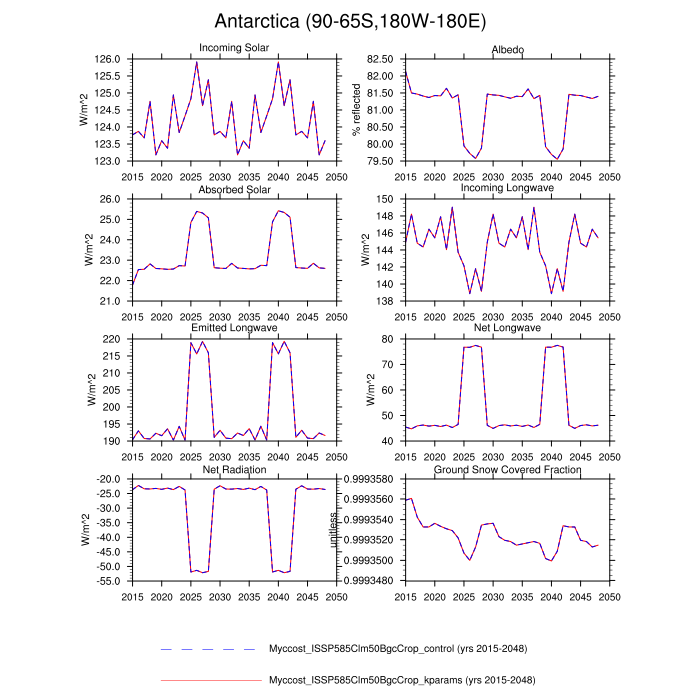 Antarctica (90-65S,180W-180E)
Incoming Solar
W/m^2
126.0
125.5
125.0
124.5
124.0
123.5
123.0
2015 2020 2025 2030 2035 2040 2045 2050
Albedo
% reflected
82.50
82.00
81.50
81.00
80.50
80.00
79.50
2015 2020 2025 2030 2035 2040 2045 2050
Absorbed Solar
W/m^2
26.0
25.0
24.0
23.0
22.0
21.0
2015 2020 2025 2030 2035 2040 2045 2050
Incoming Longwave
W/m^2
150
148
146
144
142
140
138
2015 2020 2025 2030 2035 2040 2045 2050
Emitted Longwave
W/m^2
220
215
210
205
200
195
190
2015 2020 2025 2030 2035 2040 2045 2050
Net Longwave
W/m^2
80
70
60
50
40
2015 2020 2025 2030 2035 2040 2045 2050
Net Radiation
W/m^2
-20.0
-25.0
-30.0
-35.0
-40.0
-45.0
-50.0
-55.0
2015 2020 2025 2030 2035 2040 2045 2050
Ground Snow Covered Fraction
unitless
0.9993580
0.9993560
0.9993540
0.9993520
0.9993500
0.9993480
2015 2020 2025 2030 2035 2040 2045 2050
Myccost_ISSP585Clm50BgcCrop_control (yrs 2015-2048)
Myccost_ISSP585Clm50BgcCrop_kparams (yrs 2015-2048)